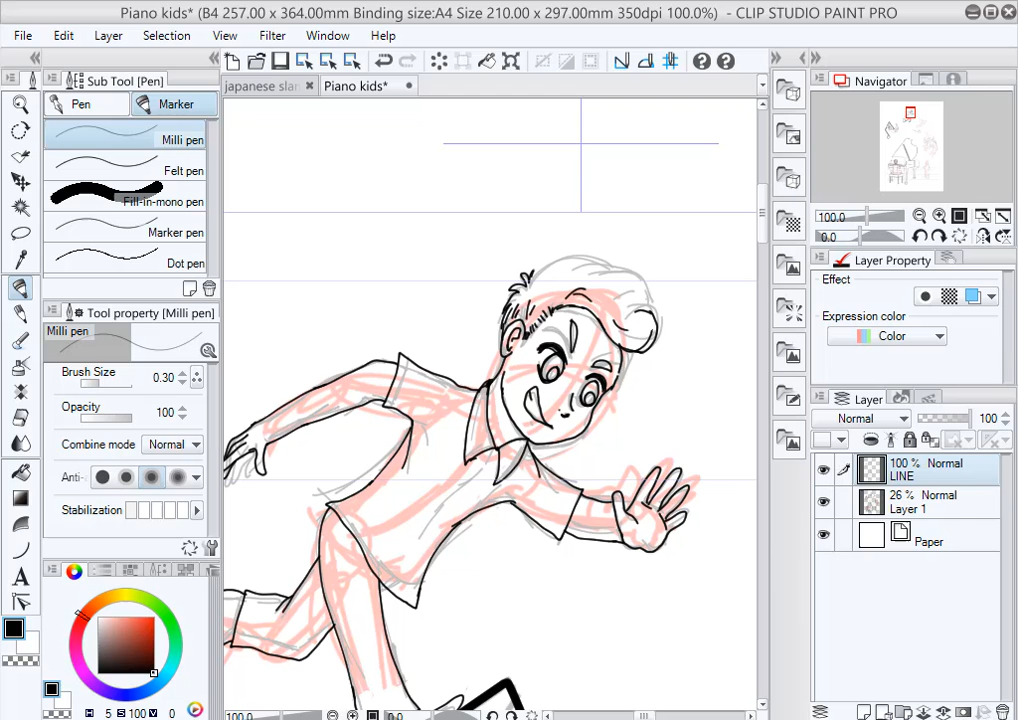 Piano kids* (B4 257.00 x 364.00mm Binding size:A4 Size 210.00 x 297.00mm 350dpi 100.0%) - CLIP STUDIO PAINT PRO
File Edit Layer Selection View Filter Window Help
Sub Tool [Pen]
Pen Marker
Milli pen
Felt pen
Fill-in-mono pen
Marker pen
Dot pen
Tool property [Milli pen]
Milli pen
Brush Size 0.30
Opacity 100
Combine mode Normal
Anti-
Stabilization
H 5 S 100 V 0
japanese slan Piano kids*
100.0 0.0
Navigator
100.0
0.0
Layer Property
Effect
Expression color
Color
Layer
Normal 100
100 % Normal
LINE
26 % Normal
Layer 1
Paper